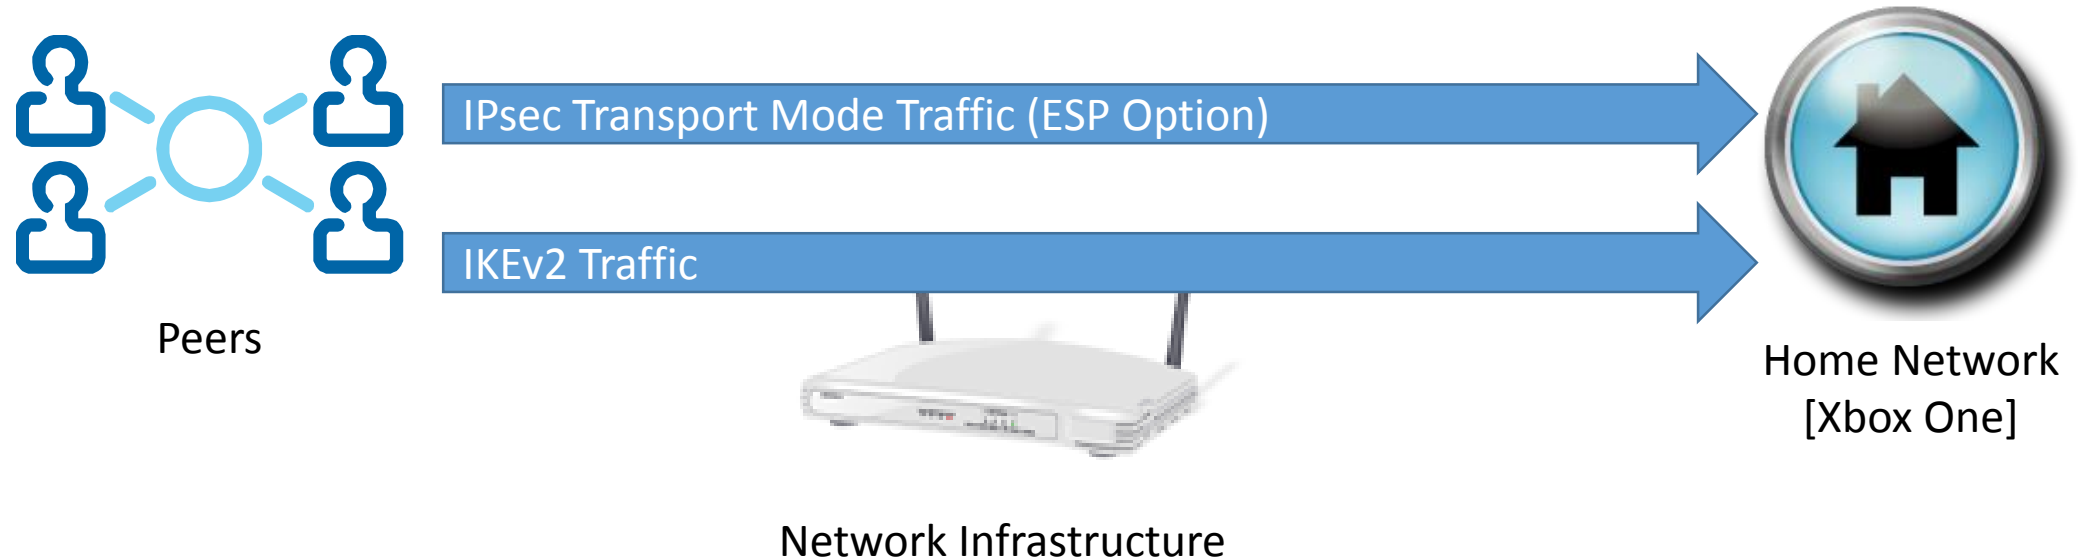 IPsec Transport Mode Traffic (ESP Option)
IKEv2 Traffic
Peers
Home Network
[Xbox One]
Network Infrastructure